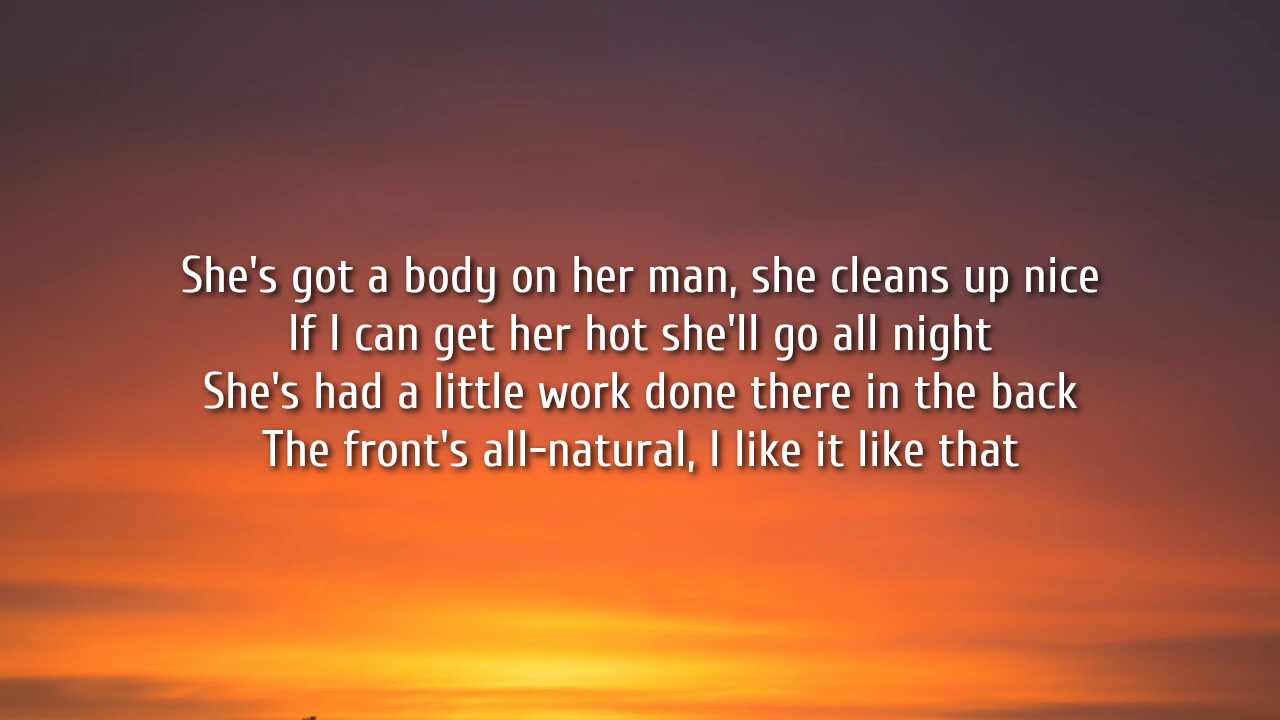 She's got a body on her man, she cleans up nice
If I can get her hot she'll go all night
She's had a little work done there in the back
The front's all-natural, I like it like that